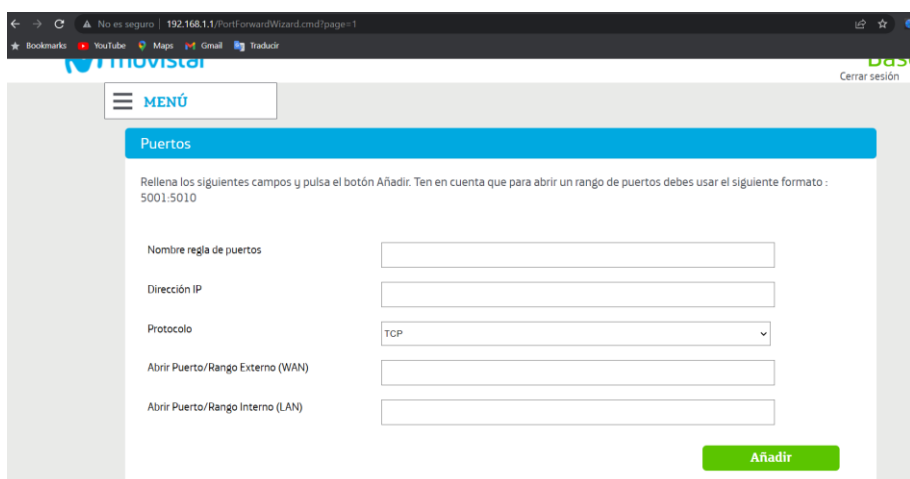 No es seguro | 192.168.1.1/PortForwardWizard.cmd?page=1
Bookmarks YouTube Maps Gmail Traducir
movistar
Base
Cerrar sesión
MENÚ
Puertos
Rellena los siguientes campos y pulsa el botón Añadir. Ten en cuenta que para abrir un rango de puertos debes usar el siguiente formato :
5001:5010
Nombre regla de puertos
Dirección IP
Protocolo
TCP
Abrir Puerto/Rango Externo (WAN)
Abrir Puerto/Rango Interno (LAN)
Añadir